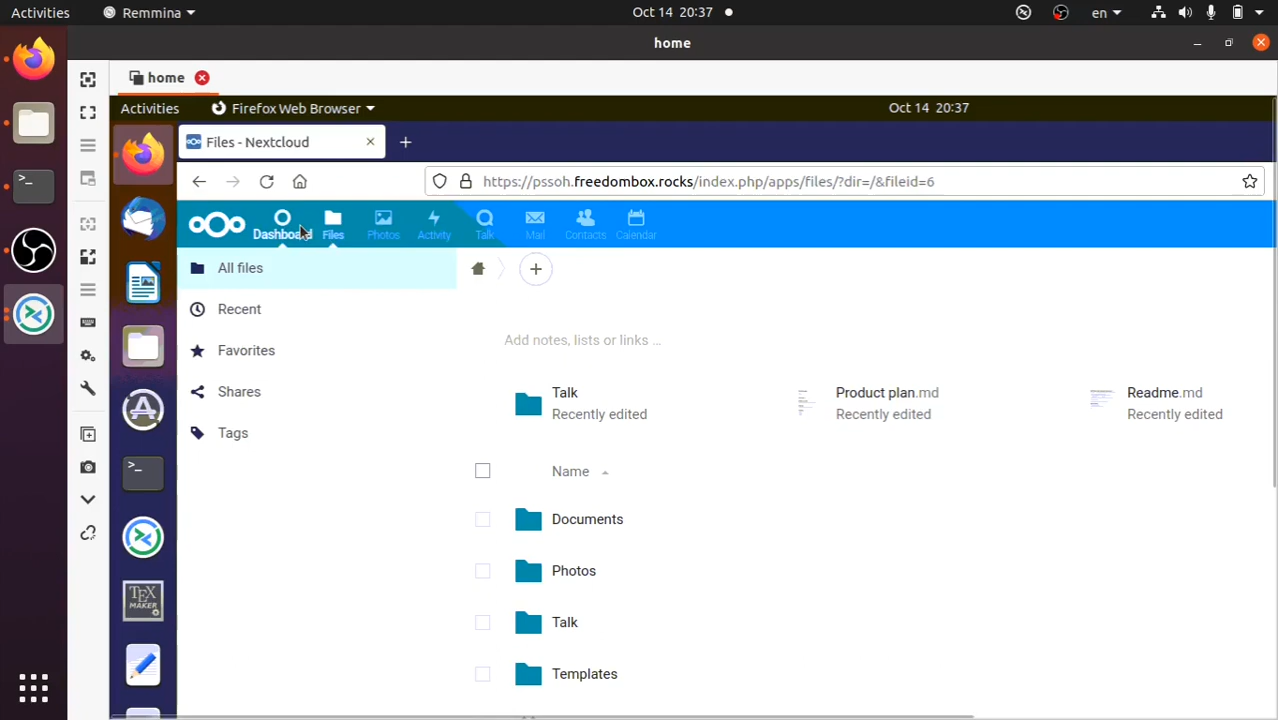 Activities
Remmina
Oct 14 20:37
en
home
home
Activities
Firefox Web Browser
Oct 14 20:37
Files - Nextcloud
https://pssoh.freedombox.rocks/index.php/apps/files/?dir=/&fileid=6
Dashboard
Files
Photos
Activity
Talk
Mail
Contacts
Calendar
All files
Recent
Favorites
Shares
Tags
Add notes, lists or links ...
Talk
Recently edited
Product plan.md
Recently edited
Readme.md
Recently edited
Name
Documents
Photos
Talk
Templates
TEX
MAKER